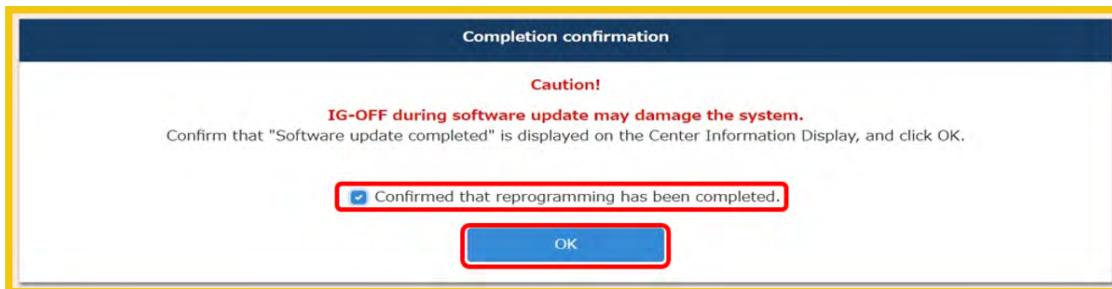 Completion confirmation
Caution!
IG-OFF during software update may damage the system.
Confirm that "Software update completed" is displayed on the Center Information Display, and click OK.
Confirmed that reprogramming has been completed.
OK